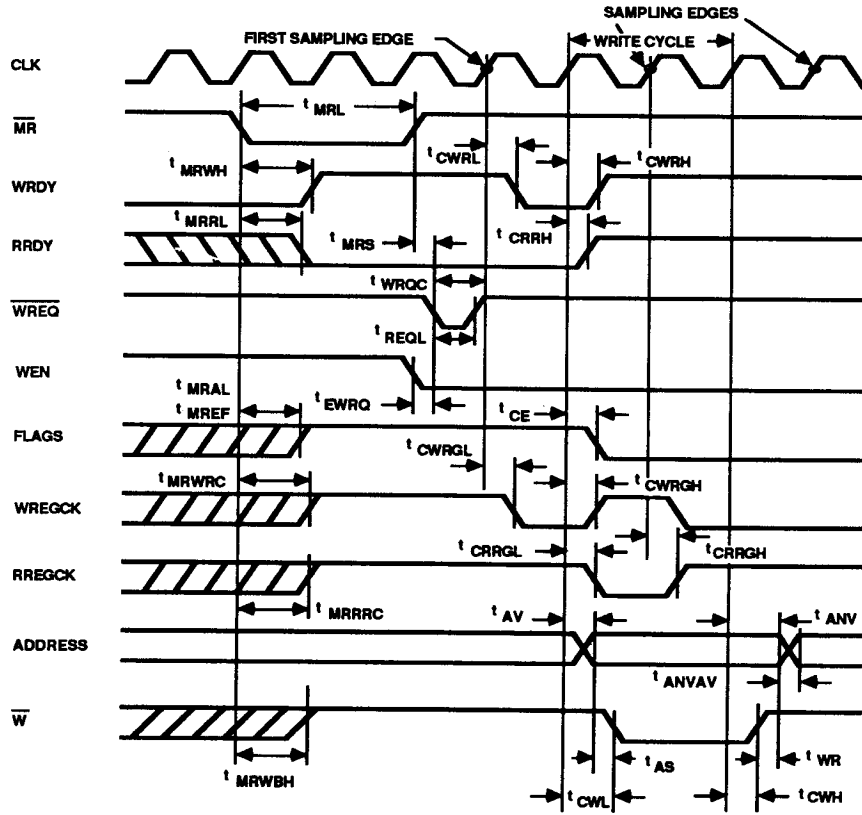 SAMPLING EDGES
FIRST SAMPLING EDGE
WRITE CYCLE
CLK
t MRL
MR
t MRWH
t CWRL
t CWRH
WRDY
t MRRL
t CRRH
RRDY
t MRS
t WRQC
WREQ
t REQL
WEN
t MRAL
t MREF
t EWRQ
t CE
FLAGS
t CWRGL
t MRWRC
t CWRGH
WREGCK
t CRRGL
t CRRGH
RREGCK
t MRRRC
t AV
t ANV
ADDRESS
t ANVAV
W
t MRWBH
t AS
t WR
t CWL
t CWH